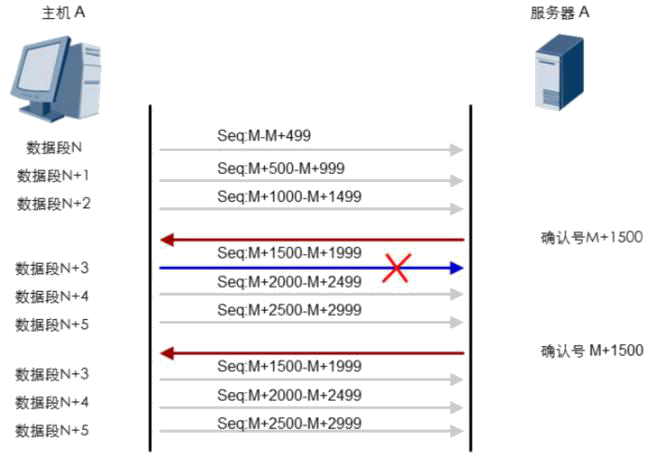 主机 A
服务器 A
数据段N
Seq:M-M+499
数据段N+1
Seq:M+500-M+999
数据段N+2
Seq:M+1000-M+1499
确认号M+1500
数据段N+3
Seq:M+1500-M+1999
数据段N+4
Seq:M+2000-M+2499
数据段N+5
Seq:M+2500-M+2999
确认号 M+1500
数据段N+3
Seq:M+1500-M+1999
数据段N+4
Seq:M+2000-M+2499
数据段N+5
Seq:M+2500-M+2999